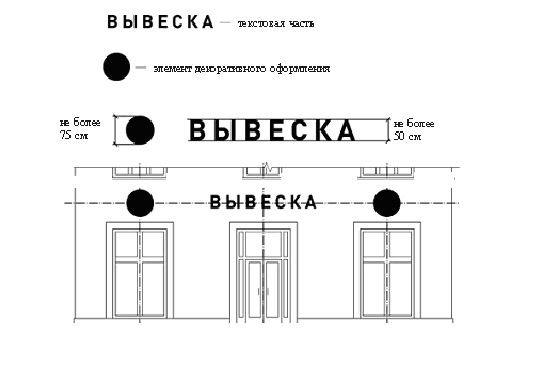 ВЫВЕСКА — текстовая часть
— элемент декоративного оформления
не более
75 см
ВЫВЕСКА
не более
50 см
ВЫВЕСКА